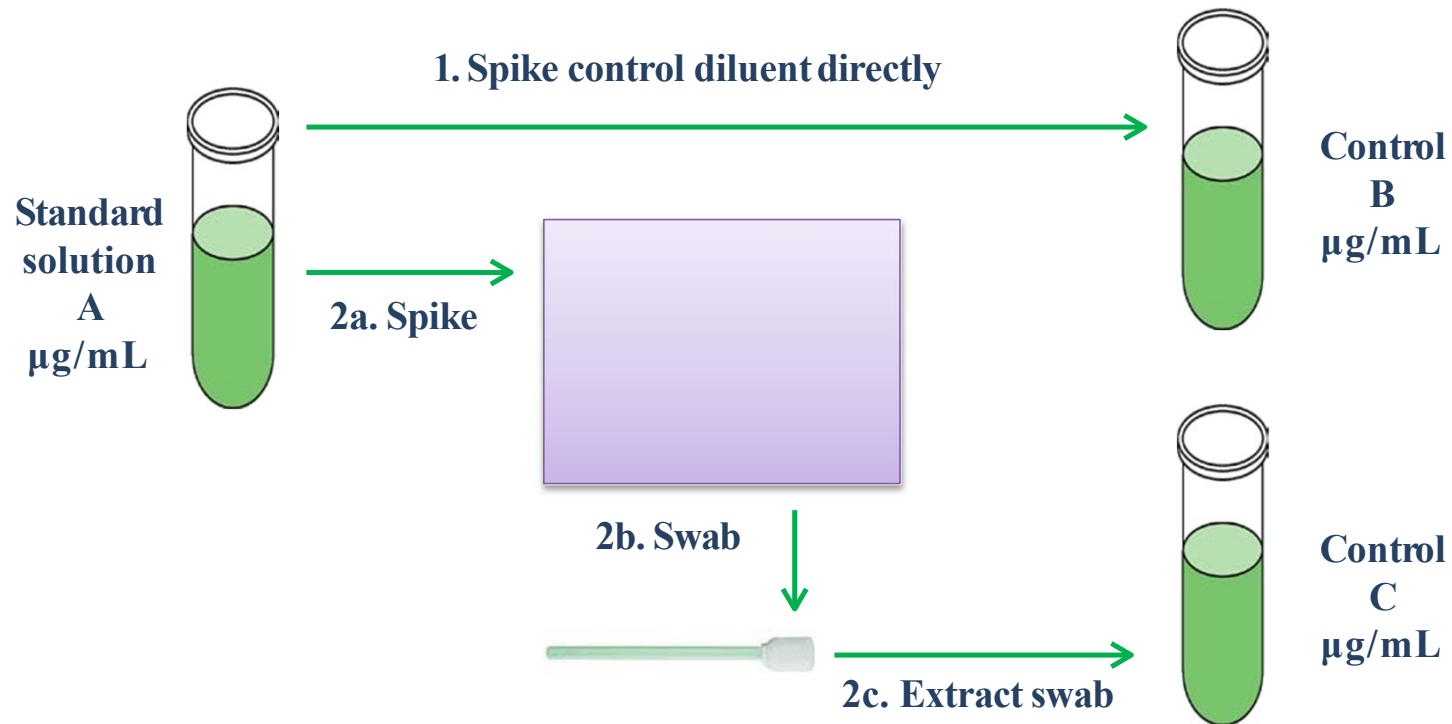 1. Spike control diluent directly
Standard
solution
A
µg/mL
2a. Spike
Control
B
µg/mL
2b. Swab
2c. Extract swab
Control
C
µg/mL